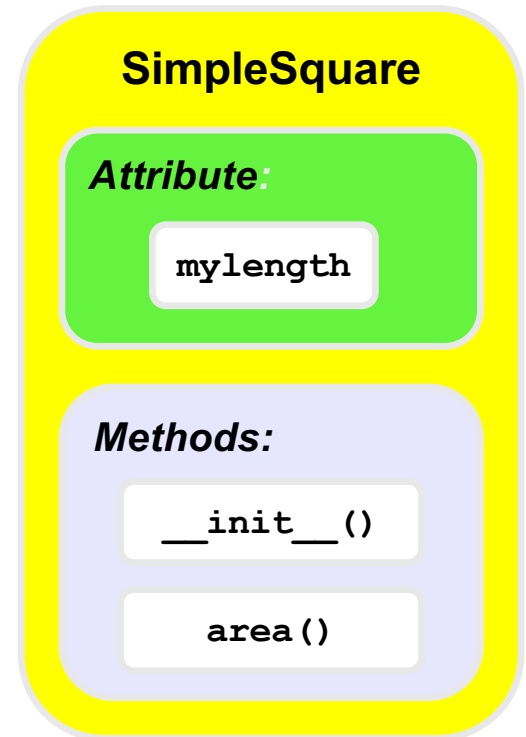 SimpleSquare
Attribute:
mylength
Methods:
__init__()
area()